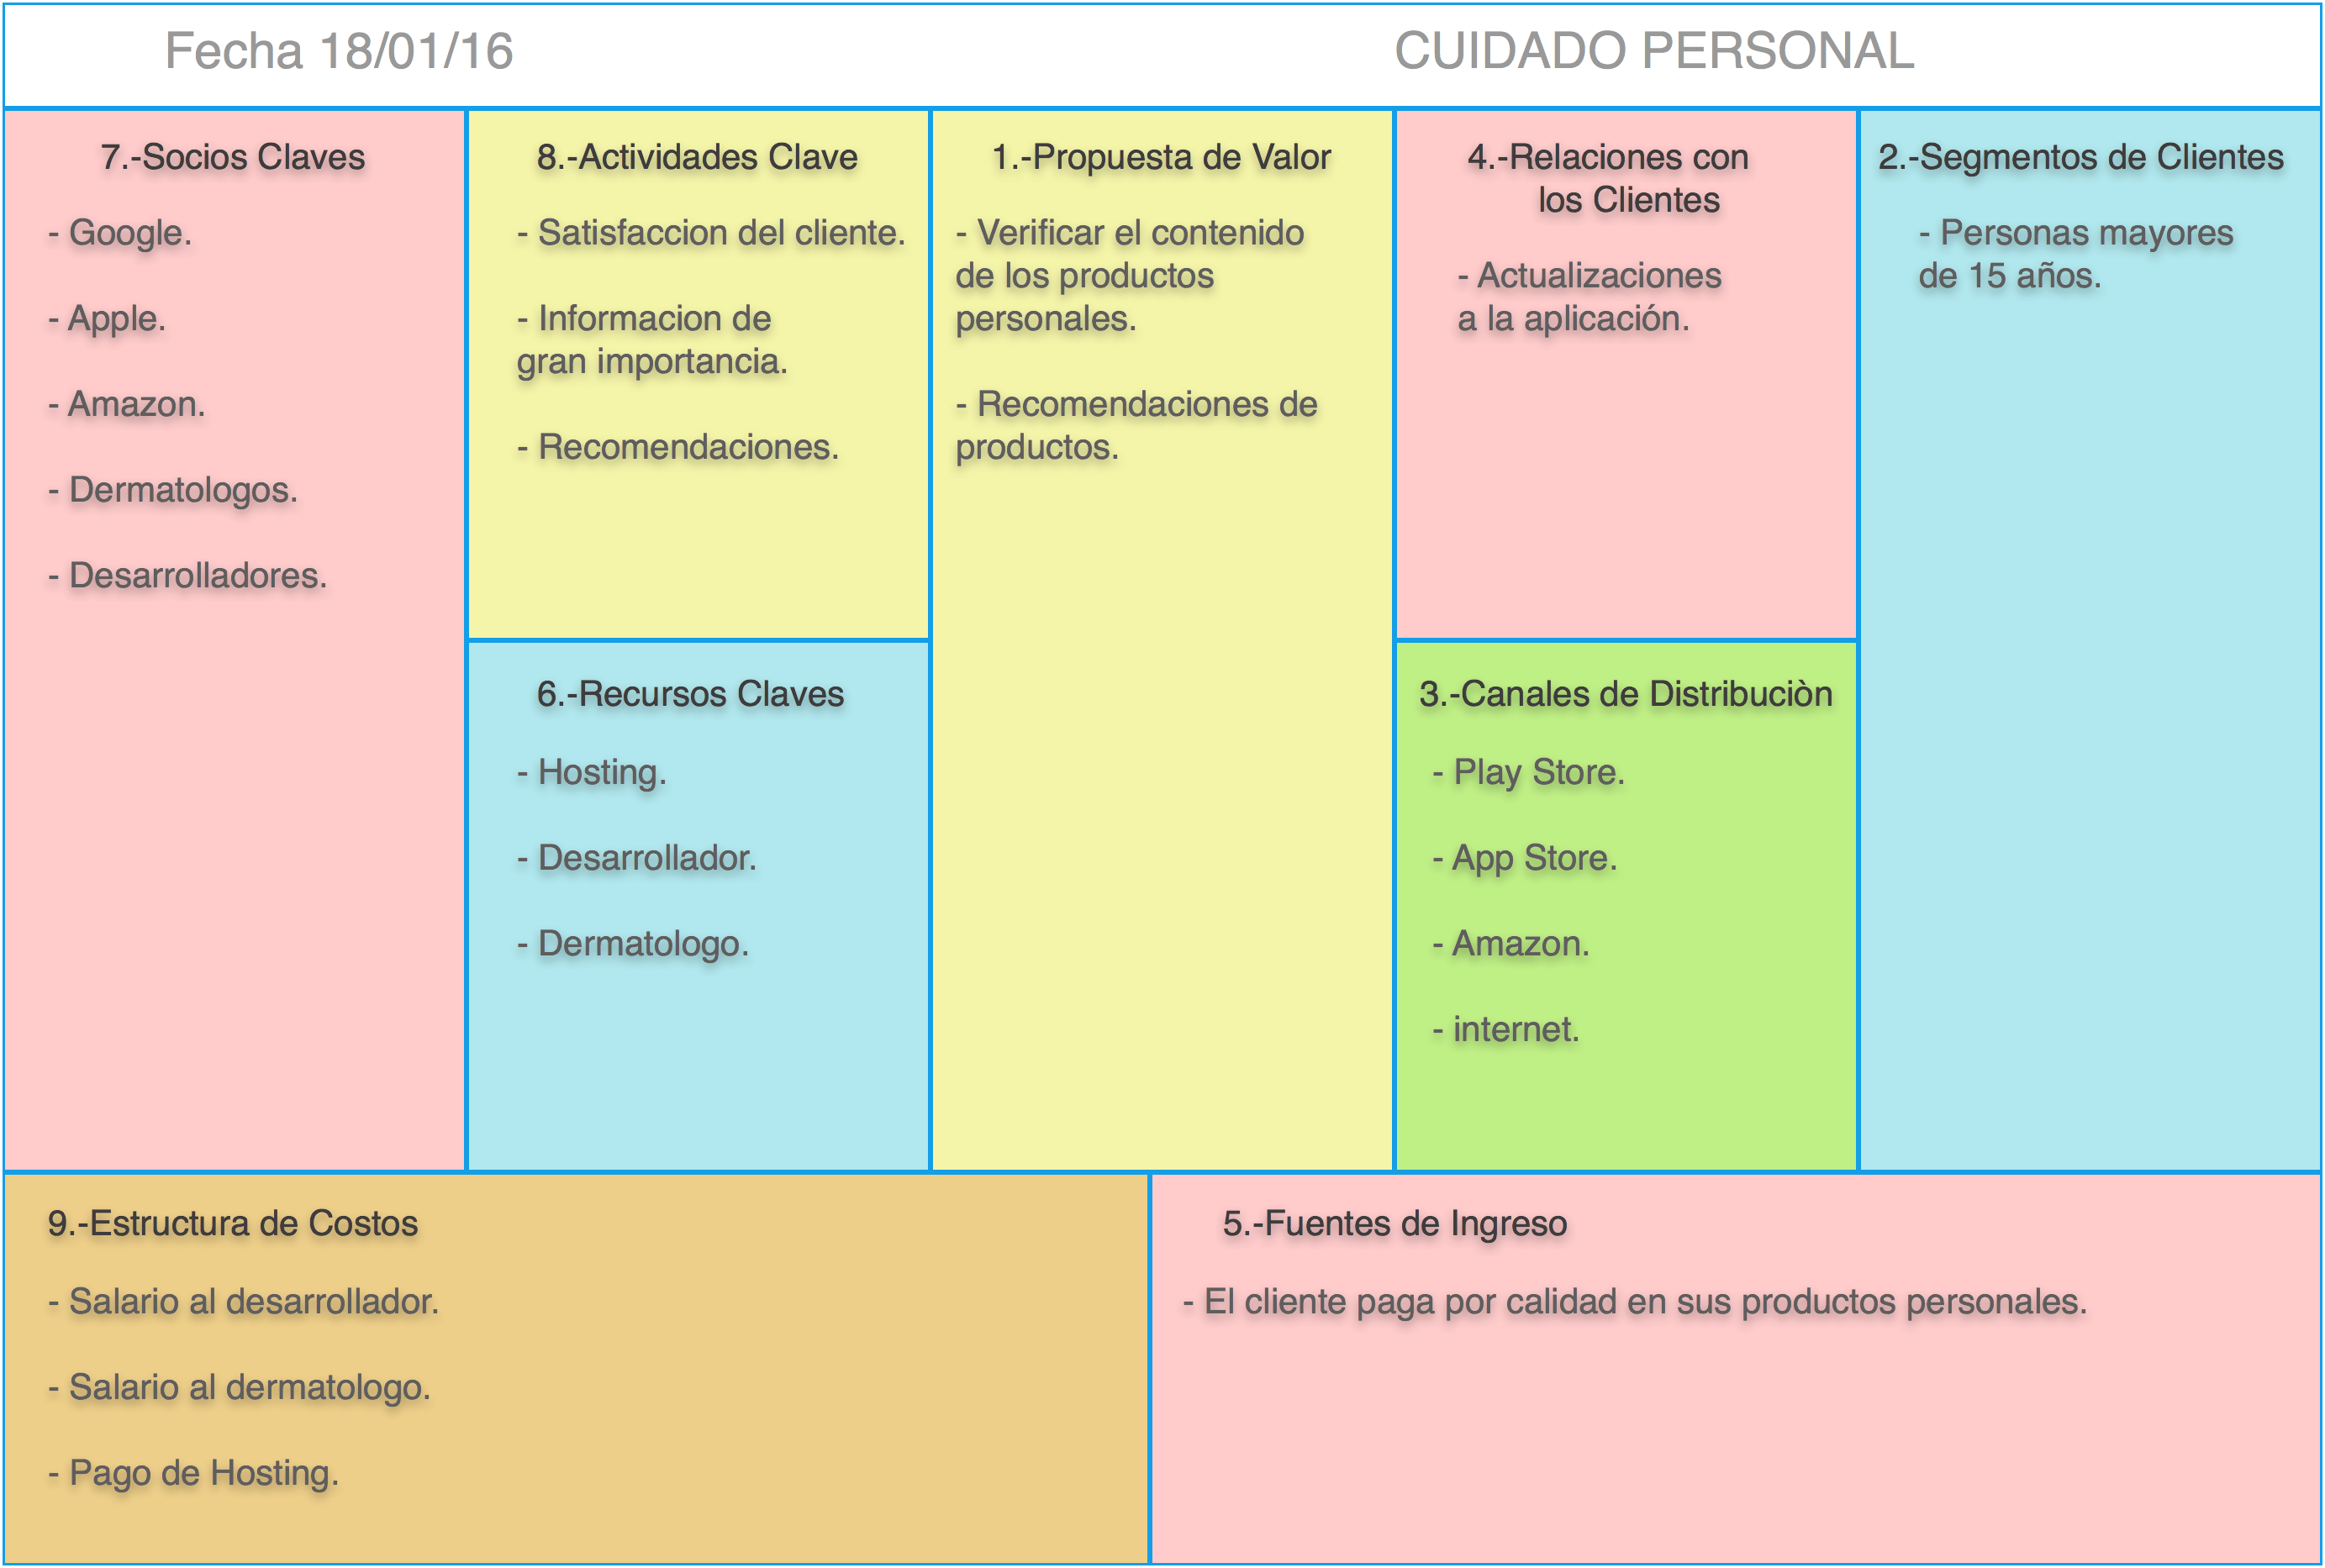 Fecha 18/01/16
CUIDADO PERSONAL
7.-Socios Claves
- Google.
- Apple.
- Amazon.
- Dermatologos.
- Desarrolladores.
8.-Actividades Clave
- Satisfaccion del cliente.
- Informacion de
gran importancia.
- Recomendaciones.
6.-Recursos Claves
- Hosting.
- Desarrollador.
- Dermatologo.
1.-Propuesta de Valor
- Verificar el contenido
de los productos
personales.
- Recomendaciones de
productos.
4.-Relaciones con
los Clientes
- Actualizaciones
a la aplicación.
3.-Canales de Distribuciòn
- Play Store.
- App Store.
- Amazon.
- internet.
2.-Segmentos de Clientes
- Personas mayores
de 15 años.
9.-Estructura de Costos
- Salario al desarrollador.
- Salario al dermatologo.
- Pago de Hosting.
5.-Fuentes de Ingreso
- El cliente paga por calidad en sus productos personales.